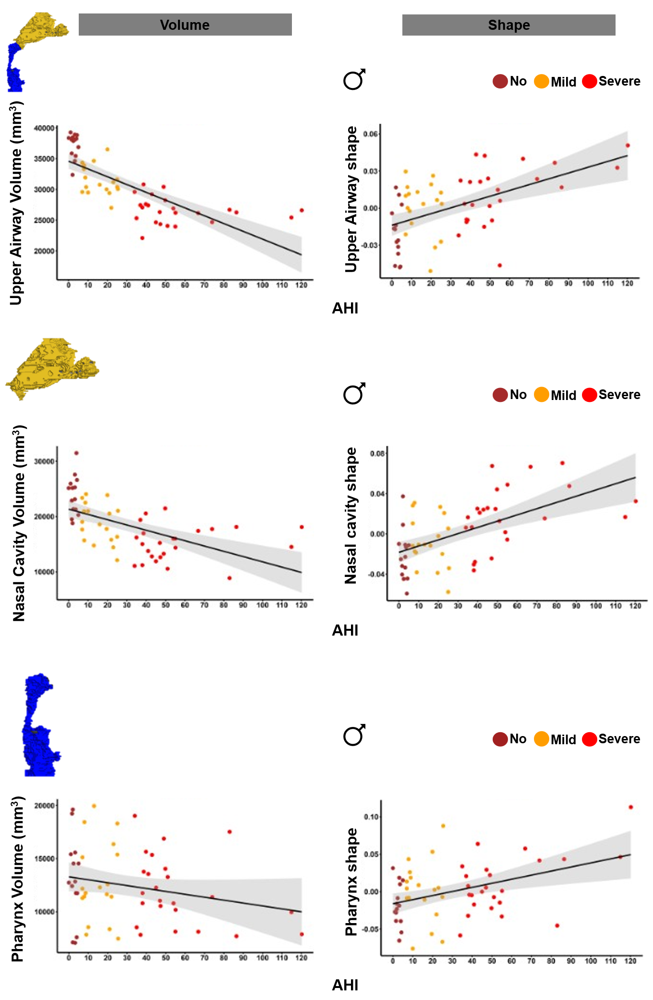 Volume Shape
No Mild Severe
Upper Airway Volume (mm³)
40000
35000
30000
25000
20000
0 10 20 30 40 50 60 70 80 90 100 110 120
Upper Airway shape
0.06
0.03
0.00
-0.03
0 10 20 30 40 50 60 70 80 90 100 110 120
AHI
No Mild Severe
Nasal Cavity Volume (mm³)
30000
20000
10000
0 10 20 30 40 50 60 70 80 90 100 110 120
Nasal cavity shape
0.08
0.04
0.00
-0.04
0 10 20 30 40 50 60 70 80 90 100 110 120
AHI
No Mild Severe
Pharynx Volume (mm³)
20000
15000
10000
0 10 20 30 40 50 60 70 80 90 100 110 120
Pharynx shape
0.10
0.05
0.00
-0.05
0 10 20 30 40 50 60 70 80 90 100 110 120
AHI